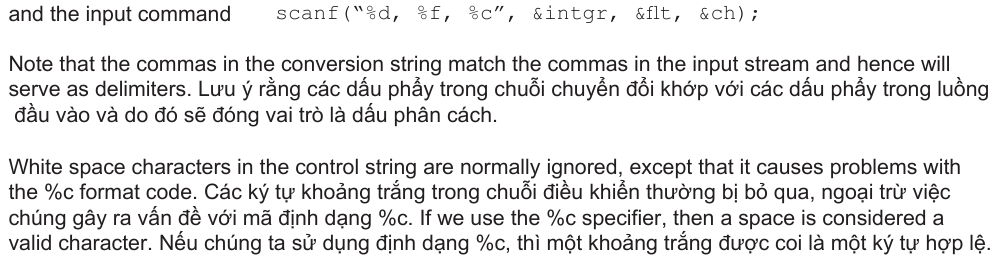 and the input command scanf(“%d, %f, %c”, &intgr, &flt, &ch);
Note that the commas in the conversion string match the commas in the input stream and hence will
serve as delimiters. Lưu ý rằng các dấu phẩy trong chuỗi chuyển đổi khớp với các dấu phẩy trong luồng
đầu vào và do đó sẽ đóng vai trò là dấu phân cách.
White space characters in the control string are normally ignored, except that it causes problems with
the %c format code. Các ký tự khoảng trắng trong chuỗi điều khiển thường bị bỏ qua, ngoại trừ việc
chúng gây ra vấn đề với mã định dạng %c. If we use the %c specifier, then a space is considered a
valid character. Nếu chúng ta sử dụng định dạng %c, thì một khoảng trắng được coi là một ký tự hợp lệ.